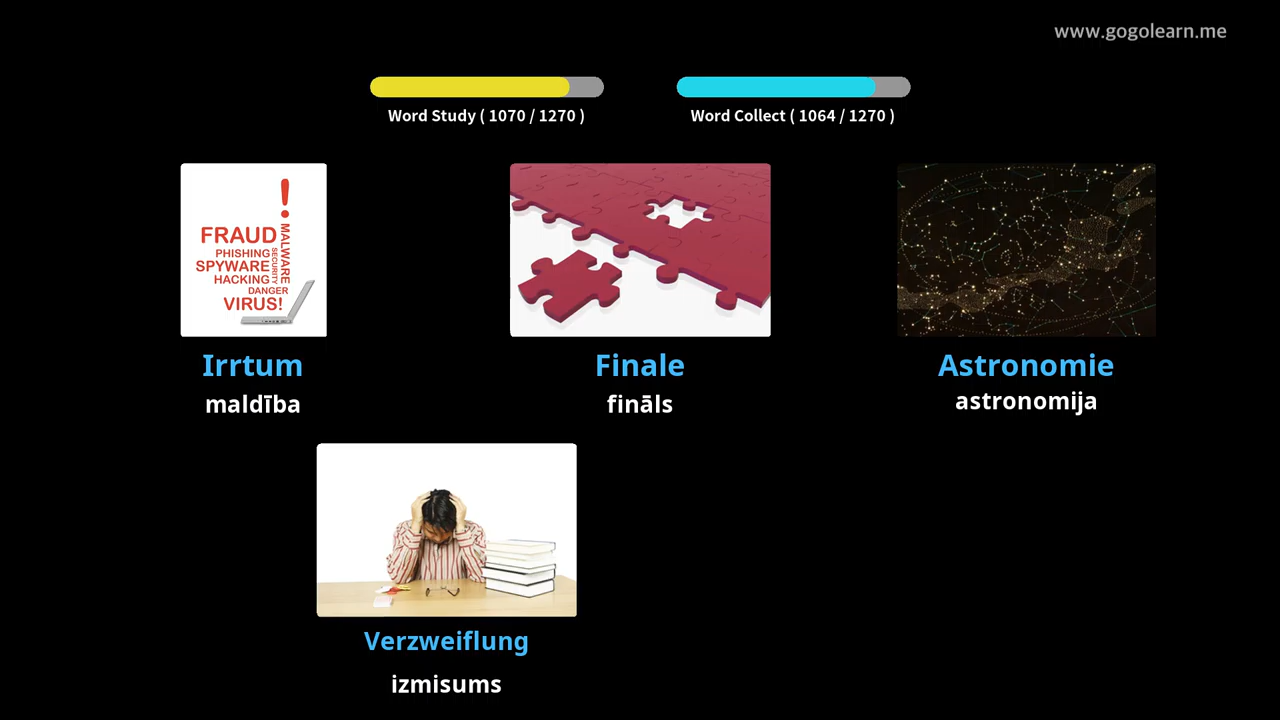 www.gogolearn.me
Word Study ( 1070 / 1270 )
Word Collect ( 1064 / 1270 )
!
FRAUD
MALWARE
PHISHING
SECURITY
SPYWARE
HACKING
DANGER
VIRUS!
Irrtum
maldība
Finale
fināls
Astronomie
astronomija
Verzweiflung
izmisums